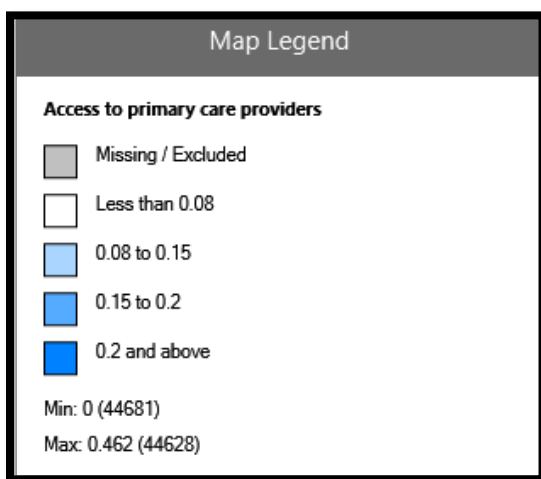 Map Legend
Access to primary care providers
Missing / Excluded
Less than 0.08
0.08 to 0.15
0.15 to 0.2
0.2 and above
Min: 0 (44681)
Max: 0.462 (44628)